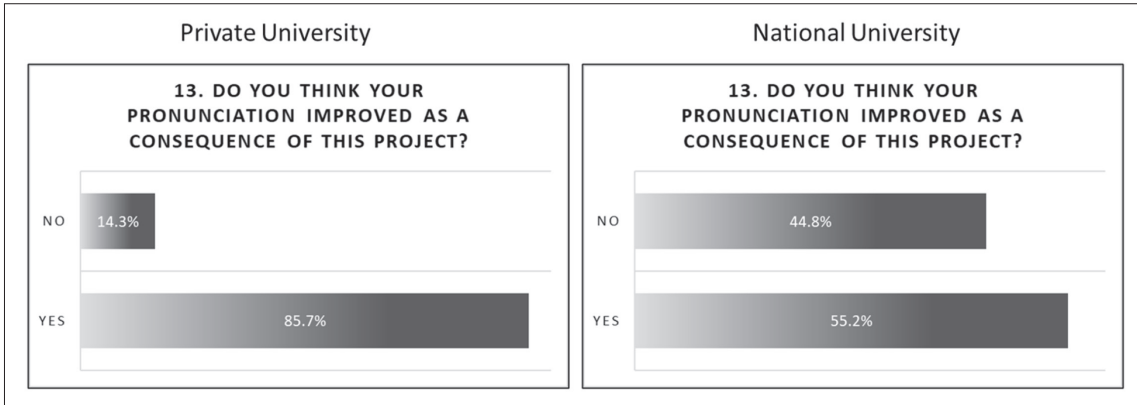 Private University
13. DO YOU THINK YOUR
PRONUNCIATION IMPROVED AS A
CONSEQUENCE OF THIS PROJECT?
NO
14.3%
YES
85.7%
National University
13. DO YOU THINK YOUR
PRONUNCIATION IMPROVED AS A
CONSEQUENCE OF THIS PROJECT?
NO
44.8%
YES
55.2%